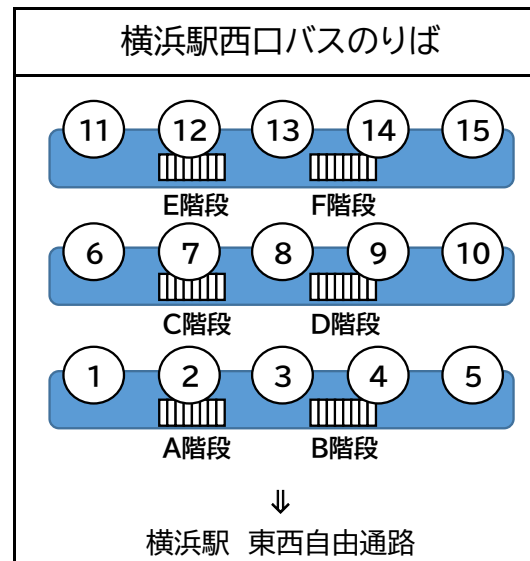 横浜駅西口バスのりば
11 12 13 14 15
E階段 F階段
6 7 8 9 10
C階段 D階段
1 2 3 4 5
A階段 B階段
⇓
横浜駅 東西自由通路